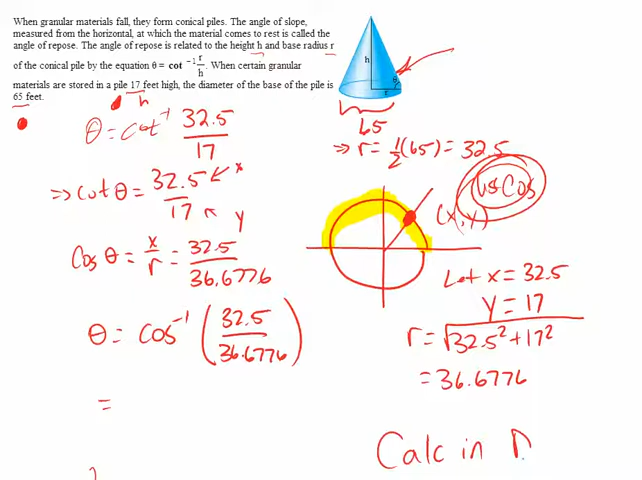 When granular materials fall, they form conical piles. The angle of slope,
measured from the horizontal, at which the material comes to rest is called the
angle of repose. The angle of repose is related to the height h and base radius r
of the conical pile by the equation θ = cot⁻¹ r/h. When certain granular
materials are stored in a pile 17 feet high, the diameter of the base of the pile is
65 feet.
h
θ
r
65
h
θ = cot⁻¹ 32.5/17
⇒ r = 1/2 (65) = 32.5
⇒ cot θ = 32.5/17
x
y
use Cos
(x, y)
Cos θ = x/r = 32.5/36.6776
Let x = 32.5
y = 17
θ = cos⁻¹ (32.5/36.6776)
r = √32.5² + 17²
= 36.6776
=
Calc in